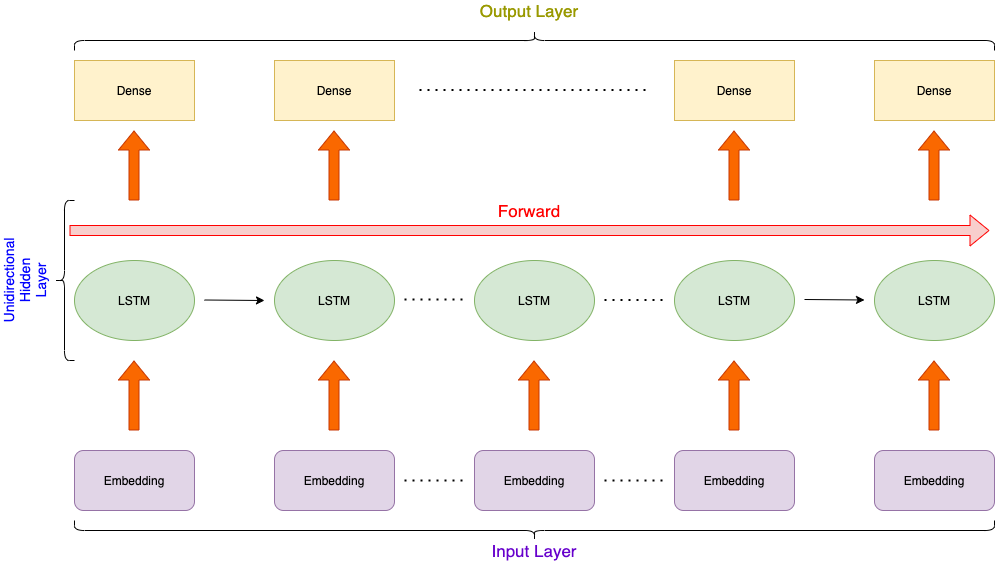 Output Layer
Dense
Dense
Dense
Dense
Forward
Unidirectional
Hidden
Layer
LSTM
LSTM
LSTM
LSTM
LSTM
Embedding
Embedding
Embedding
Embedding
Embedding
Input Layer